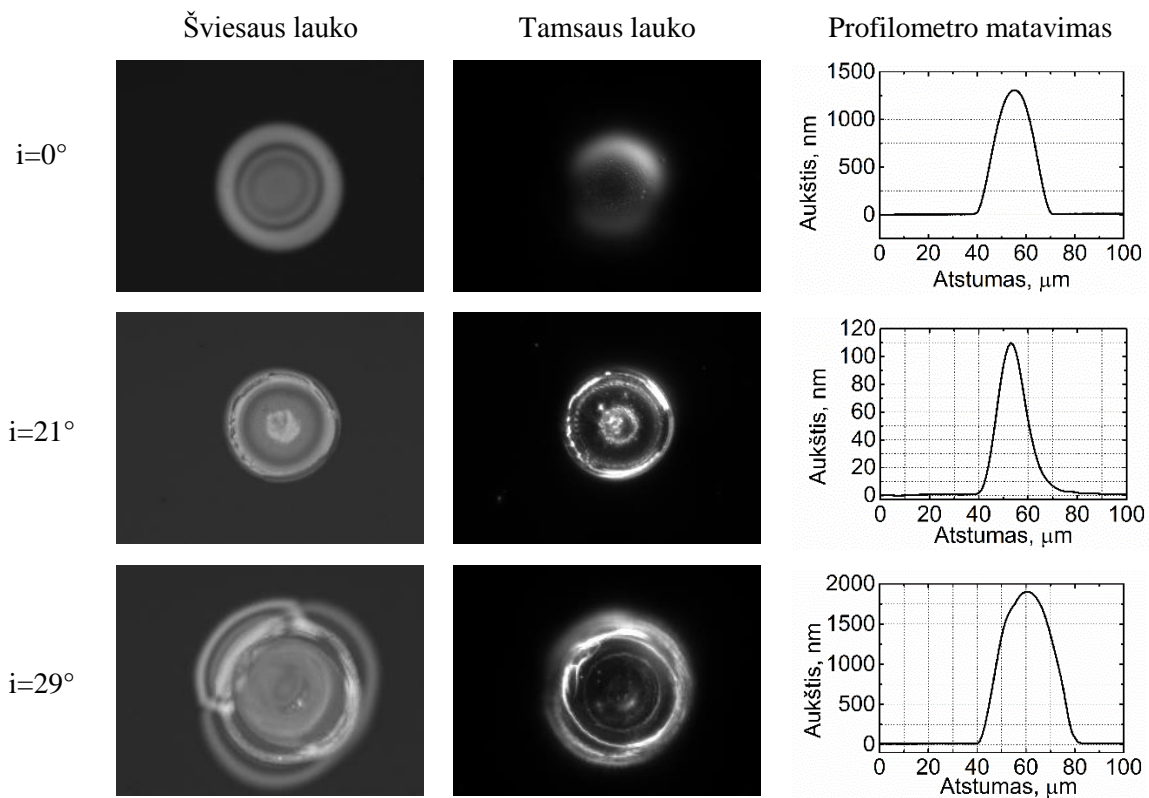 Šviesaus lauko Tamsaus lauko Profilometro matavimas
i=0°
1500
1000
500
0
Aukštis, nm
0 20 40 60 80 100
Atstumas, μm
i=21°
120
110
100
80
60
40
20
0
Aukštis, nm
0 20 40 60 80 100
Atstumas, μm
i=29°
2000
1750
1500
1000
500
0
Aukštis, nm
0 20 40 60 80 100
Atstumas, μm